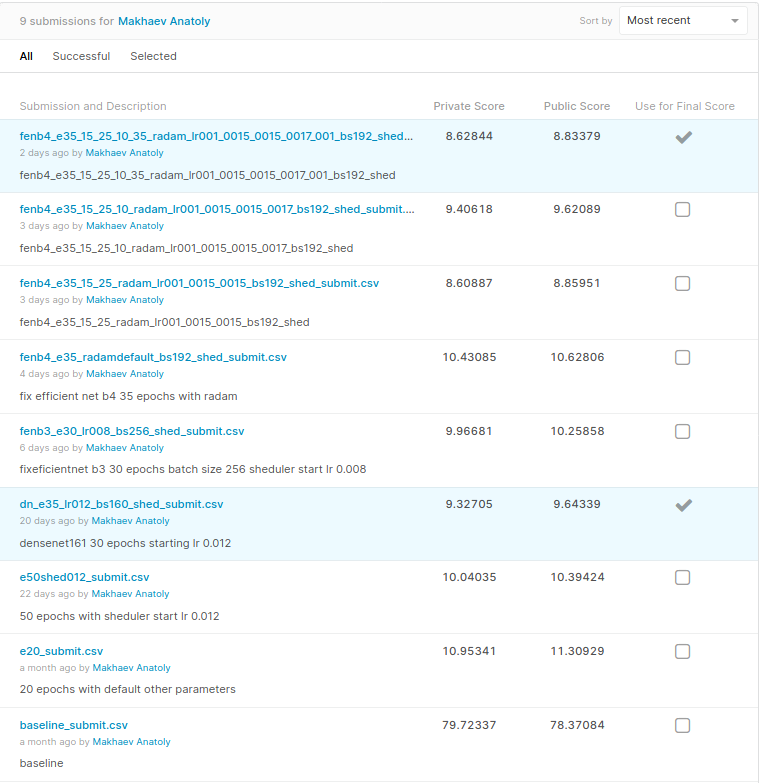 9 submissions for Makhaev Anatoly
Sort by Most recent
All Successful Selected
Submission and Description Private Score Public Score Use for Final Score
fenb4_e35_15_25_10_35_radam_lr001_0015_0015_0017_001_bs192_shed... 8.62844 8.83379
2 days ago by Makhaev Anatoly
fenb4_e35_15_25_10_35_radam_lr001_0015_0015_0017_001_bs192_shed
fenb4_e35_15_25_10_radam_lr001_0015_0015_0017_bs192_shed_submit.... 9.40618 9.62089
3 days ago by Makhaev Anatoly
fenb4_e35_15_25_10_radam_lr001_0015_0015_0017_bs192_shed
fenb4_e35_15_25_radam_lr001_0015_0015_bs192_shed_submit.csv 8.60887 8.85951
3 days ago by Makhaev Anatoly
fenb4_e35_15_25_radam_lr001_0015_0015_bs192_shed
fenb4_e35_radamdefault_bs192_shed_submit.csv 10.43085 10.62806
4 days ago by Makhaev Anatoly
fix efficient net b4 35 epochs with radam
fenb3_e30_lr008_bs256_shed_submit.csv 9.96681 10.25858
6 days ago by Makhaev Anatoly
fixeficientnet b3 30 epochs batch size 256 sheduler start lr 0.008
dn_e35_lr012_bs160_shed_submit.csv 9.32705 9.64339
20 days ago by Makhaev Anatoly
densenet161 30 epochs starting lr 0.012
e50shed012_submit.csv 10.04035 10.39424
22 days ago by Makhaev Anatoly
50 epochs with sheduler start lr 0.012
e20_submit.csv 10.95341 11.30929
a month ago by Makhaev Anatoly
20 epochs with default other parameters
baseline_submit.csv 79.72337 78.37084
a month ago by Makhaev Anatoly
baseline